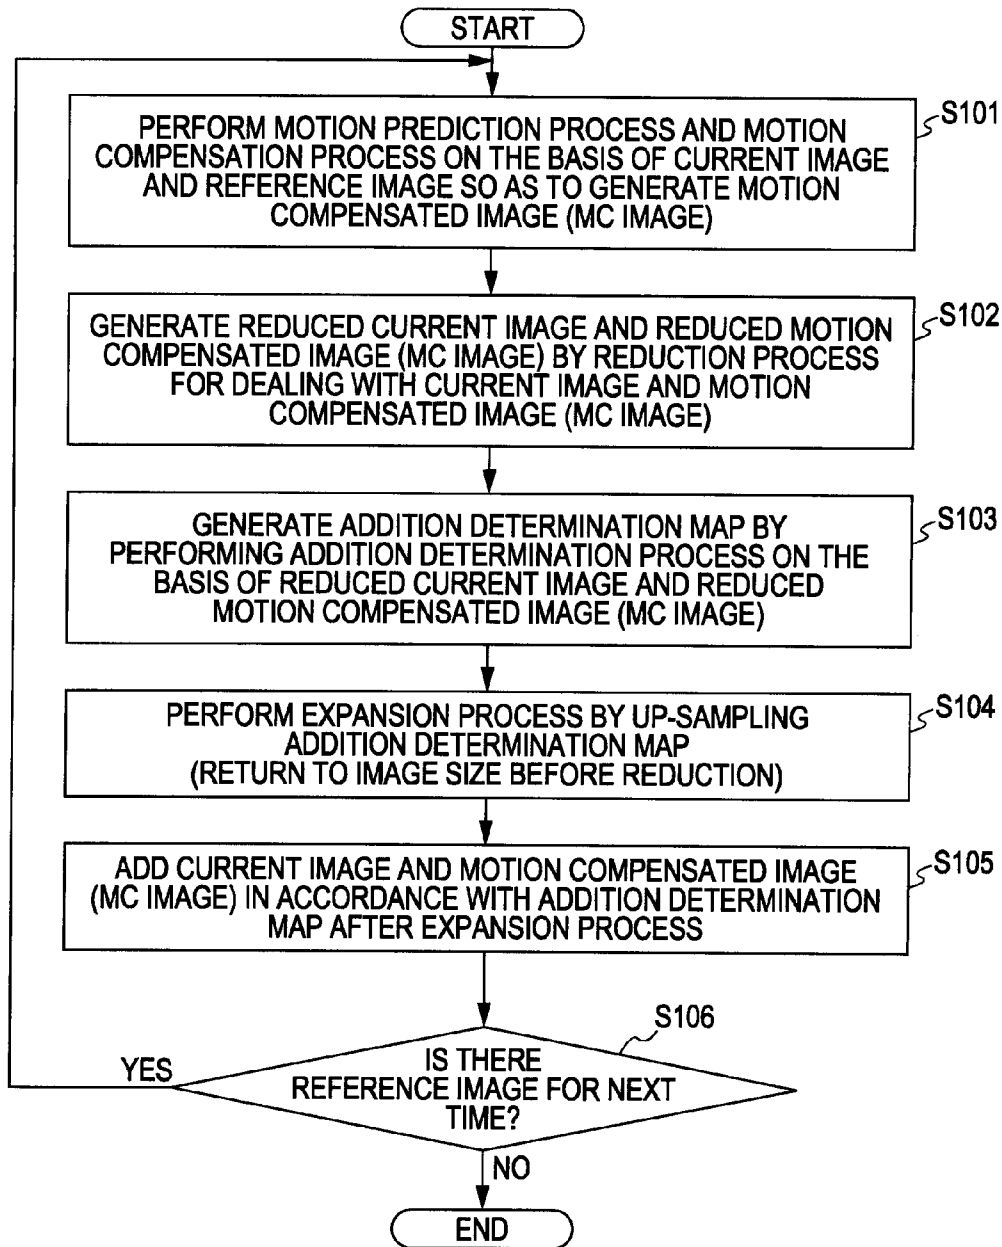 START
PERFORM MOTION PREDICTION PROCESS AND MOTION
COMPENSATION PROCESS ON THE BASIS OF CURRENT IMAGE
AND REFERENCE IMAGE SO AS TO GENERATE MOTION
COMPENSATED IMAGE (MC IMAGE)
S101
GENERATE REDUCED CURRENT IMAGE AND REDUCED MOTION
COMPENSATED IMAGE (MC IMAGE) BY REDUCTION PROCESS
FOR DEALING WITH CURRENT IMAGE AND MOTION
COMPENSATED IMAGE (MC IMAGE)
S102
GENERATE ADDITION DETERMINATION MAP BY
PERFORMING ADDITION DETERMINATION PROCESS ON THE
BASIS OF REDUCED CURRENT IMAGE AND REDUCED
MOTION COMPENSATED IMAGE (MC IMAGE)
S103
PERFORM EXPANSION PROCESS BY UP-SAMPLING
ADDITION DETERMINATION MAP
(RETURN TO IMAGE SIZE BEFORE REDUCTION)
S104
ADD CURRENT IMAGE AND MOTION COMPENSATED IMAGE
(MC IMAGE) IN ACCORDANCE WITH ADDITION DETERMINATION
MAP AFTER EXPANSION PROCESS
S105
S106
IS THERE
REFERENCE IMAGE FOR NEXT
TIME?
YES
NO
END